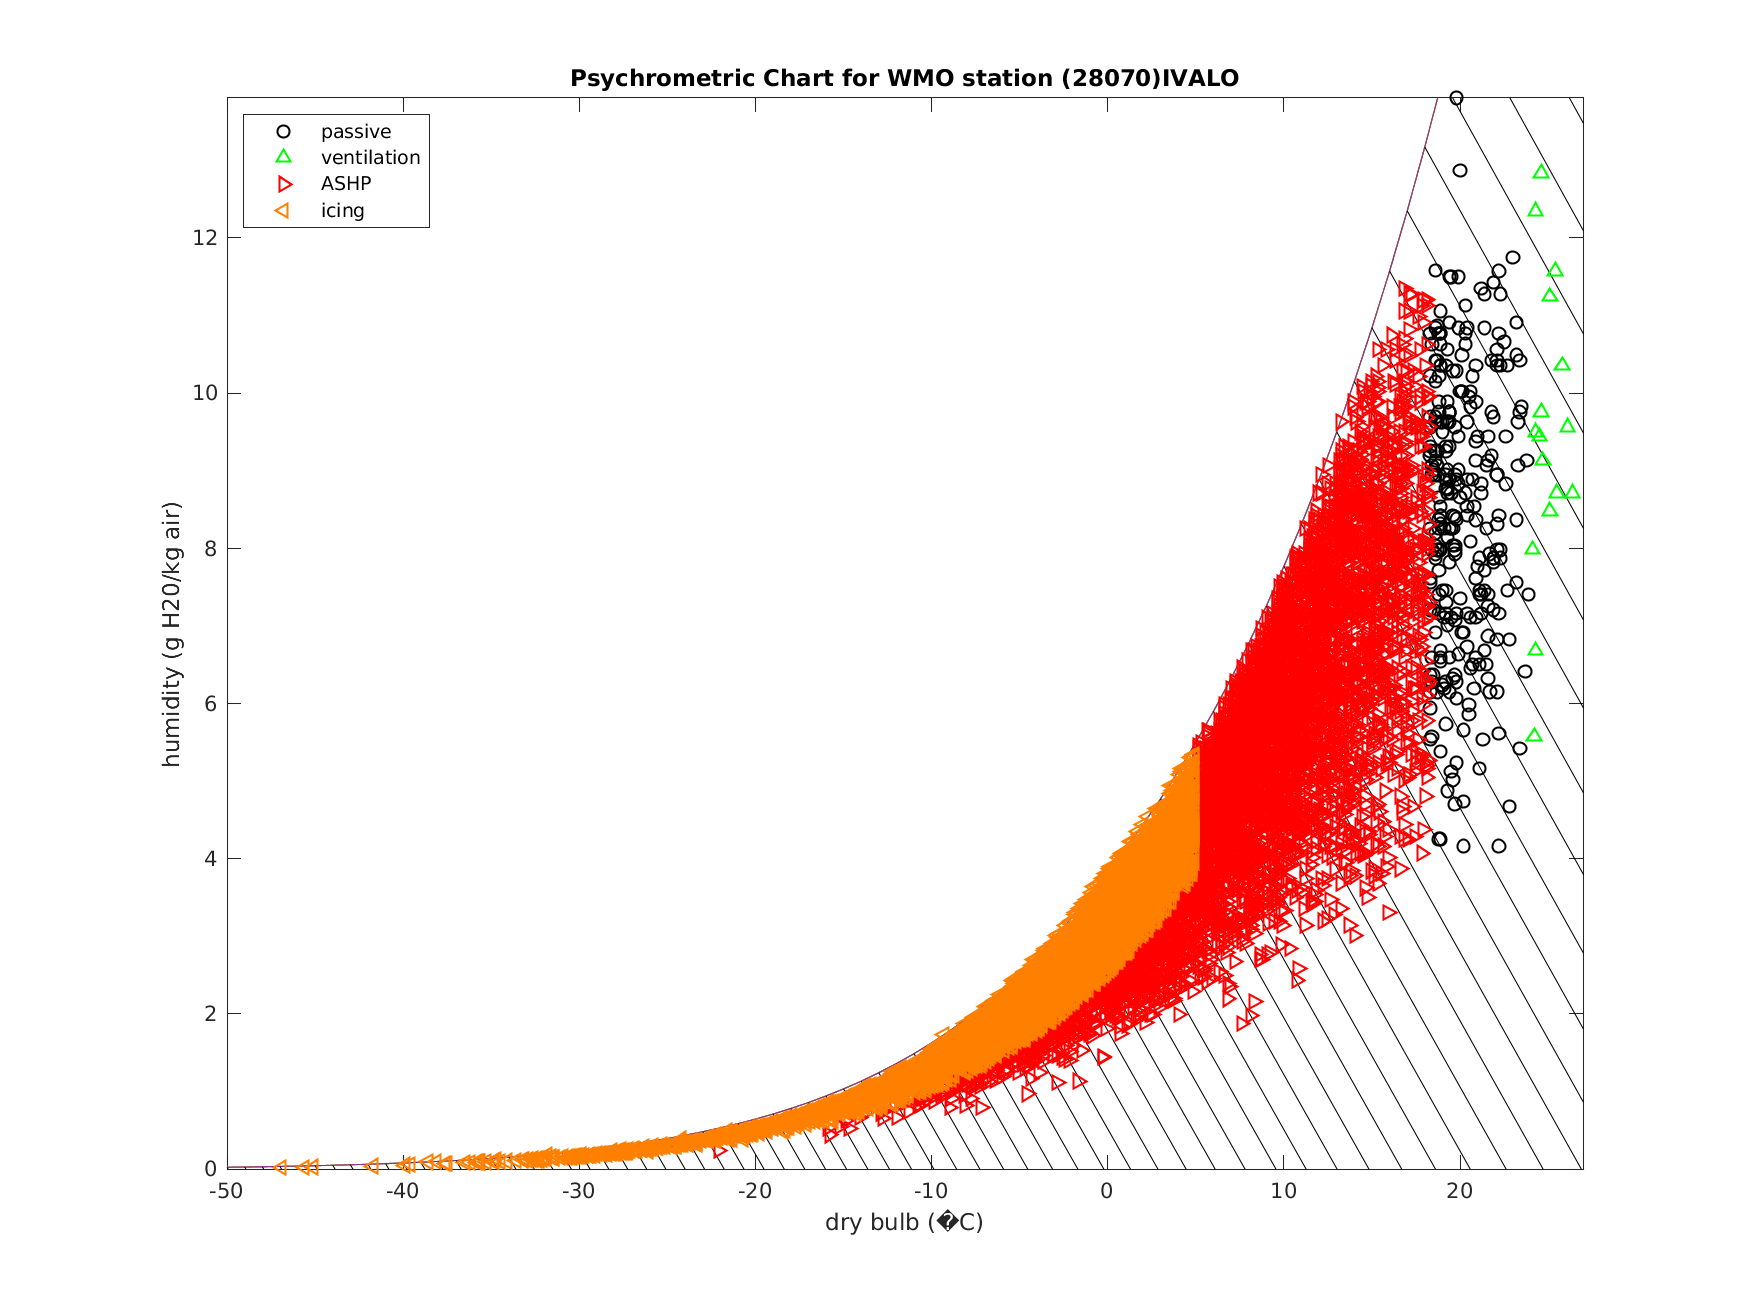 Psychrometric Chart for WMO station (28070)IVALO
passive
ventilation
ASHP
icing
humidity (g H20/kg air)
12
10
8
6
4
2
0
-50 -40 -30 -20 -10 0 10 20
dry bulb (�C)